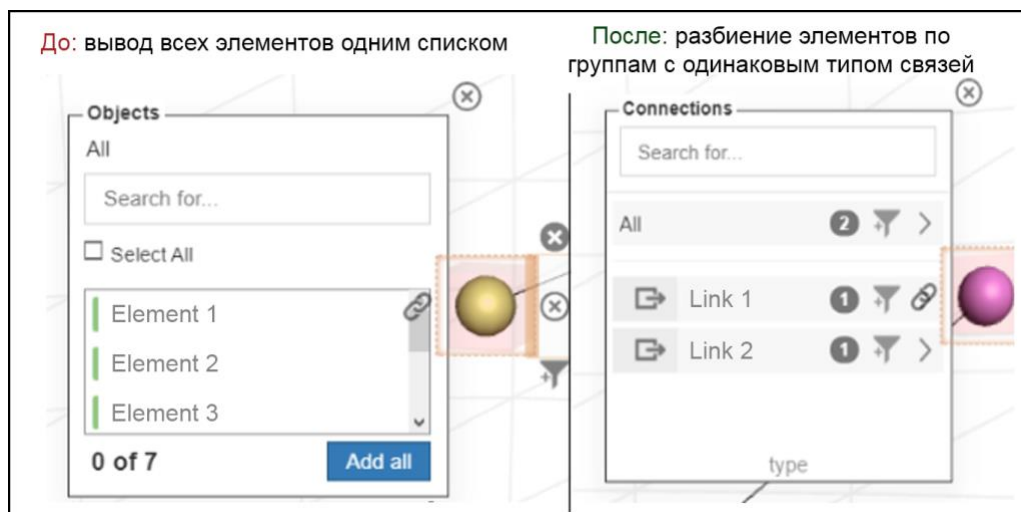 До: вывод всех элементов одним списком
Objects
All
Search for...
Select All
Element 1
Element 2
Element 3
0 of 7
Add all
После: разбиение элементов по
группам с одинаковым типом связей
Connections
Search for...
All 2
Link 1 1
Link 2 1
type